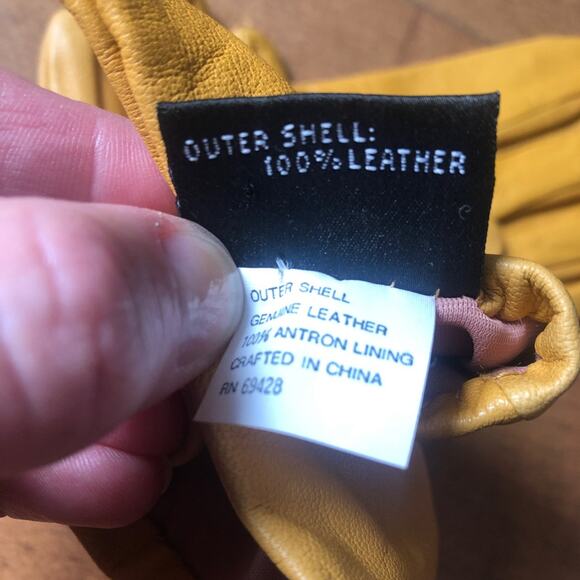 OUTER SHELL:
100% LEATHER
OUTER SHELL
GENUINE LEATHER
100% ANTRON LINING
CRAFTED IN CHINA
RN 69428